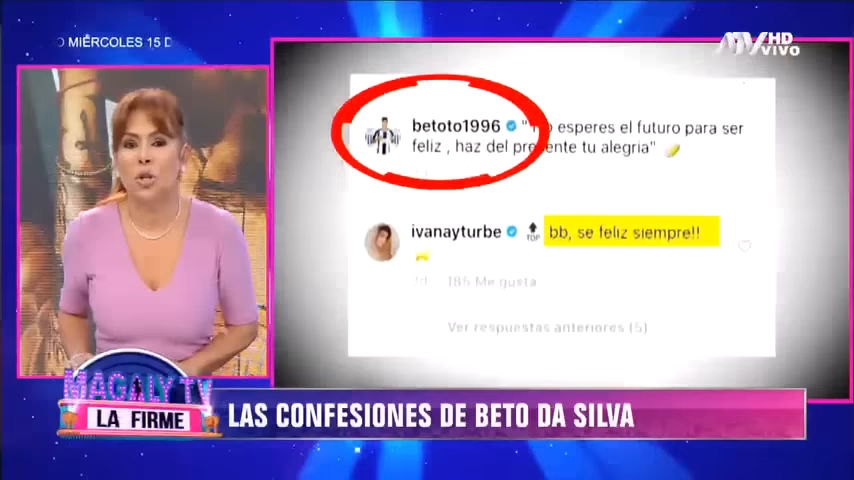 O MIÉRCOLES 15 D
ATV HD
VIVO
betoto1996 "No esperes el futuro para ser
feliz , haz del presente tu alegria"
ivanayturbe TOP bb, se feliz siempre!!
1d 185 Me gusta
Ver respuestas anteriores (5)
MAGALY TV
LA FIRME
LAS CONFESIONES DE BETO DA SILVA